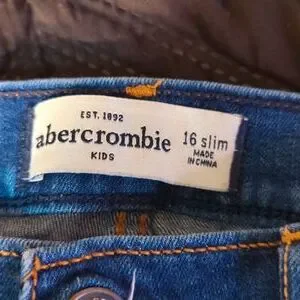 EST. 1892
abercrombie
KIDS
16 slim
MADE
IN CHINA